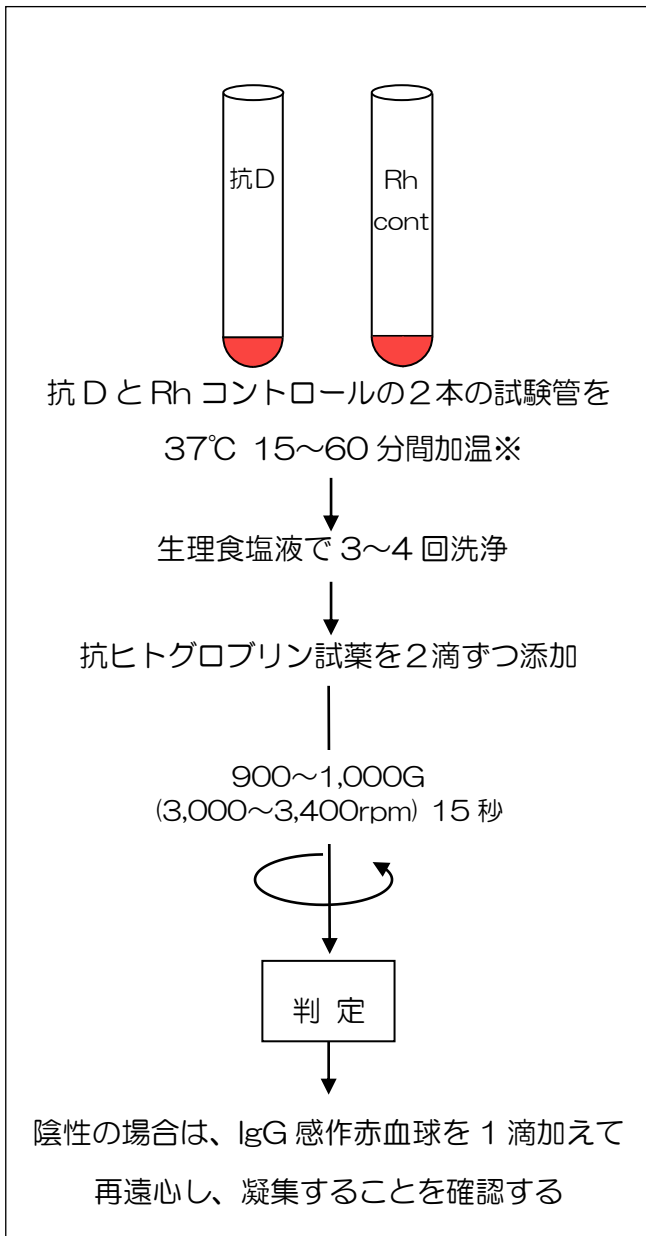 抗D
Rh
cont
抗DとRhコントロールの2本の試験管を
37℃ 15～60分間加温※
生理食塩液で3～4回洗浄
抗ヒトグロブリン試薬を2滴ずつ添加
900～1,000G
(3,000～3,400rpm) 15秒
判 定
陰性の場合は、IgG感作赤血球を1滴加えて
再遠心し、凝集することを確認する